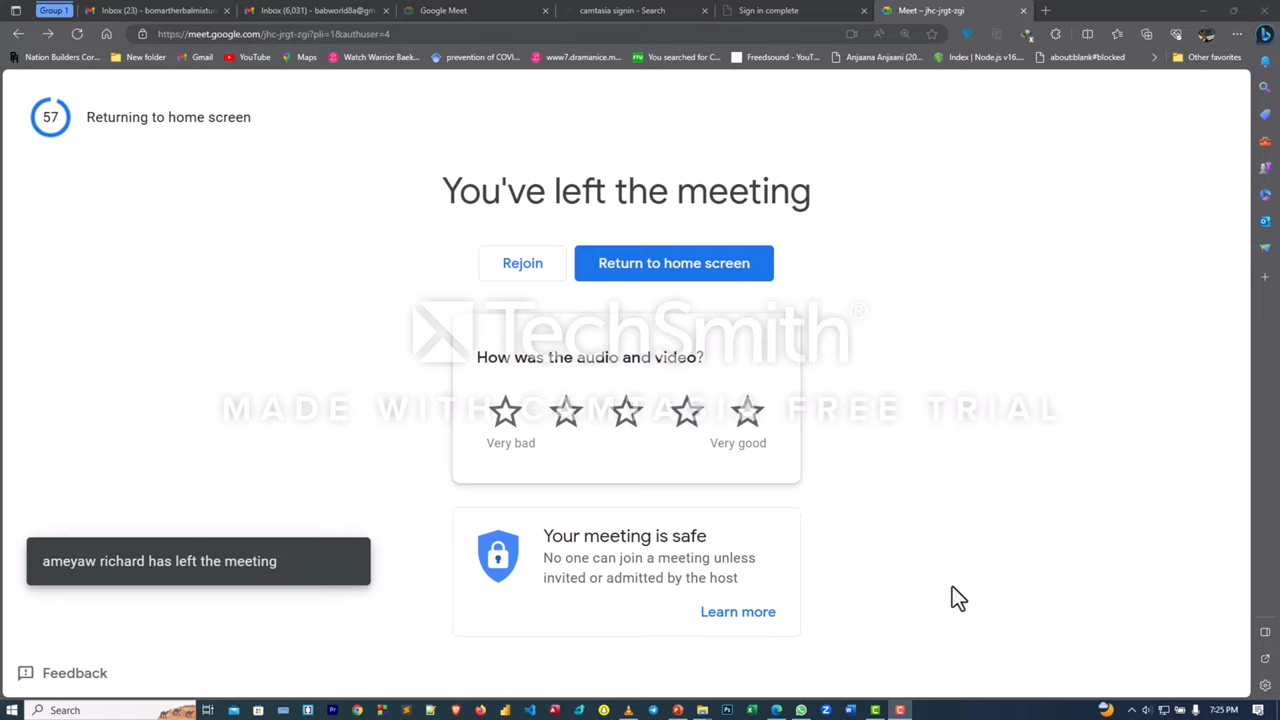 Group 1
Inbox (23) - bomartherbalmixtu
Inbox (6,031) - babworld8a@gm
Google Meet
camtasia signin - Search
Sign in complete
Meet – jhc-jrgt-zgi
https://meet.google.com/jhc-jrgt-zgi?pli=1&authuser=4
Nation Builders Cor...
New folder
Gmail
YouTube
Maps
Watch Warrior Baek...
prevention of COVI...
www7.dramanice.m...
You searched for C...
Freedsound - YouT...
Anjaana Anjaani (20...
Index | Node.js v16...
about:blank#blocked
Other favorites
57
Returning to home screen
You've left the meeting
Rejoin
Return to home screen
TechSmith®
How was the audio and video?
MADE WITH CAMTASIA FREE TRIAL
Very bad
Very good
Your meeting is safe
No one can join a meeting unless
invited or admitted by the host
Learn more
ameyaw richard has left the meeting
Feedback
Search
7:25 PM